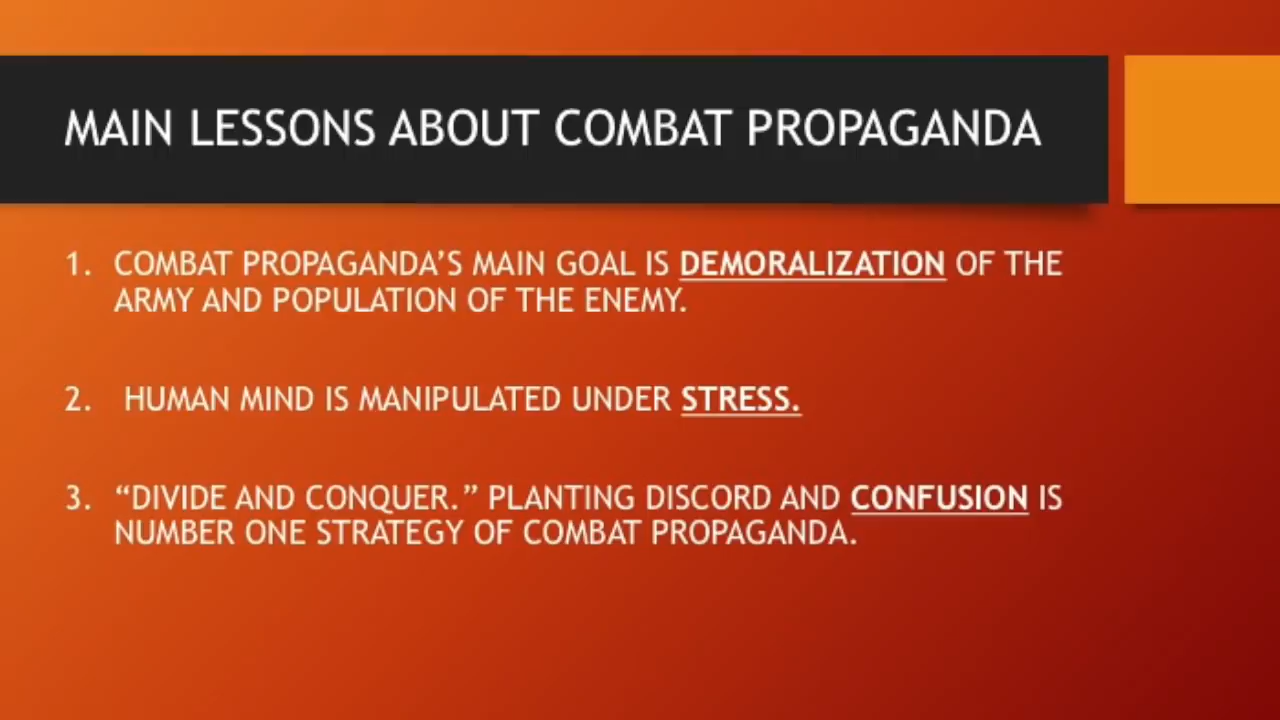 MAIN LESSONS ABOUT COMBAT PROPAGANDA
1. COMBAT PROPAGANDA’S MAIN GOAL IS DEMORALIZATION OF THE
ARMY AND POPULATION OF THE ENEMY.
2. HUMAN MIND IS MANIPULATED UNDER STRESS.
3. “DIVIDE AND CONQUER.” PLANTING DISCORD AND CONFUSION IS
NUMBER ONE STRATEGY OF COMBAT PROPAGANDA.